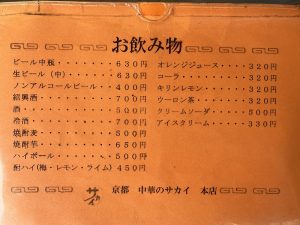 お飲み物
ビール中瓶・・・・・・・630円
生ビール(中)・・・・・630円
ノンアルコールビール・・400円
紹興酒・・・・・・・・・700円
酒・・・・・・・・・・・500円
冷酒・・・・・・・・・・700円
焼酎麦・・・・・・・・・500円
焼酎芋・・・・・・・・・650円
ハイボール・・・・・・・500円
酎ハイ(梅・レモン・ライム)450円
オレンジジュース・・・・320円
コーラ・・・・・・・・・320円
キリンレモン・・・・・・320円
ウーロン茶・・・・・・・320円
クリームソーダ・・・・・500円
アイスクリーム・・・・・330円
京都 中華のサカイ 本店